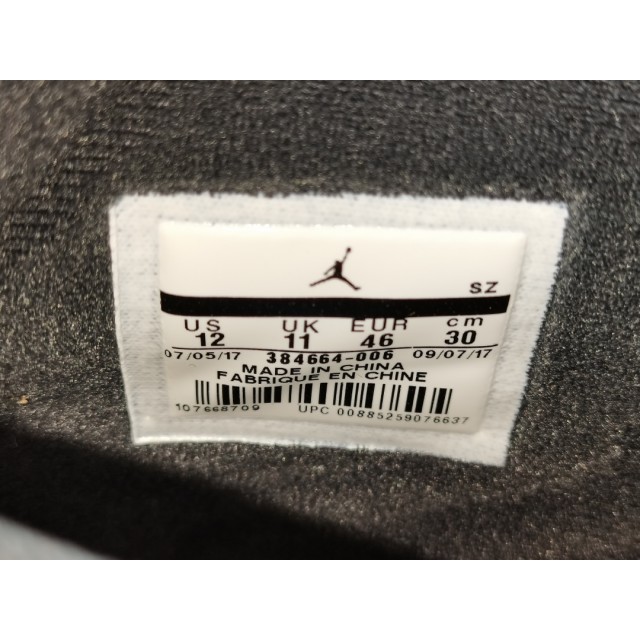 SZ
US UK EUR cm
12 11 46 30
07/05/17 384664-006 09/07/17
MADE IN CHINA
FABRIQUE EN CHINE
107668709 UPC 00885259076637